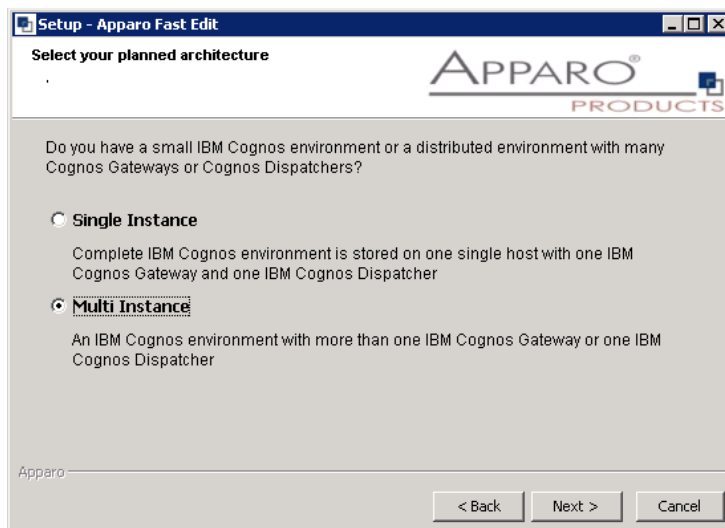 Setup - Apparo Fast Edit
Select your planned architecture
.
APPARO®
PRODUCTS
Do you have a small IBM Cognos environment or a distributed environment with many
Cognos Gateways or Cognos Dispatchers?
Single Instance
Complete IBM Cognos environment is stored on one single host with one IBM
Cognos Gateway and one IBM Cognos Dispatcher
Multi Instance
An IBM Cognos environment with more than one IBM Cognos Gateway or one IBM
Cognos Dispatcher
Apparo
< Back Next > Cancel